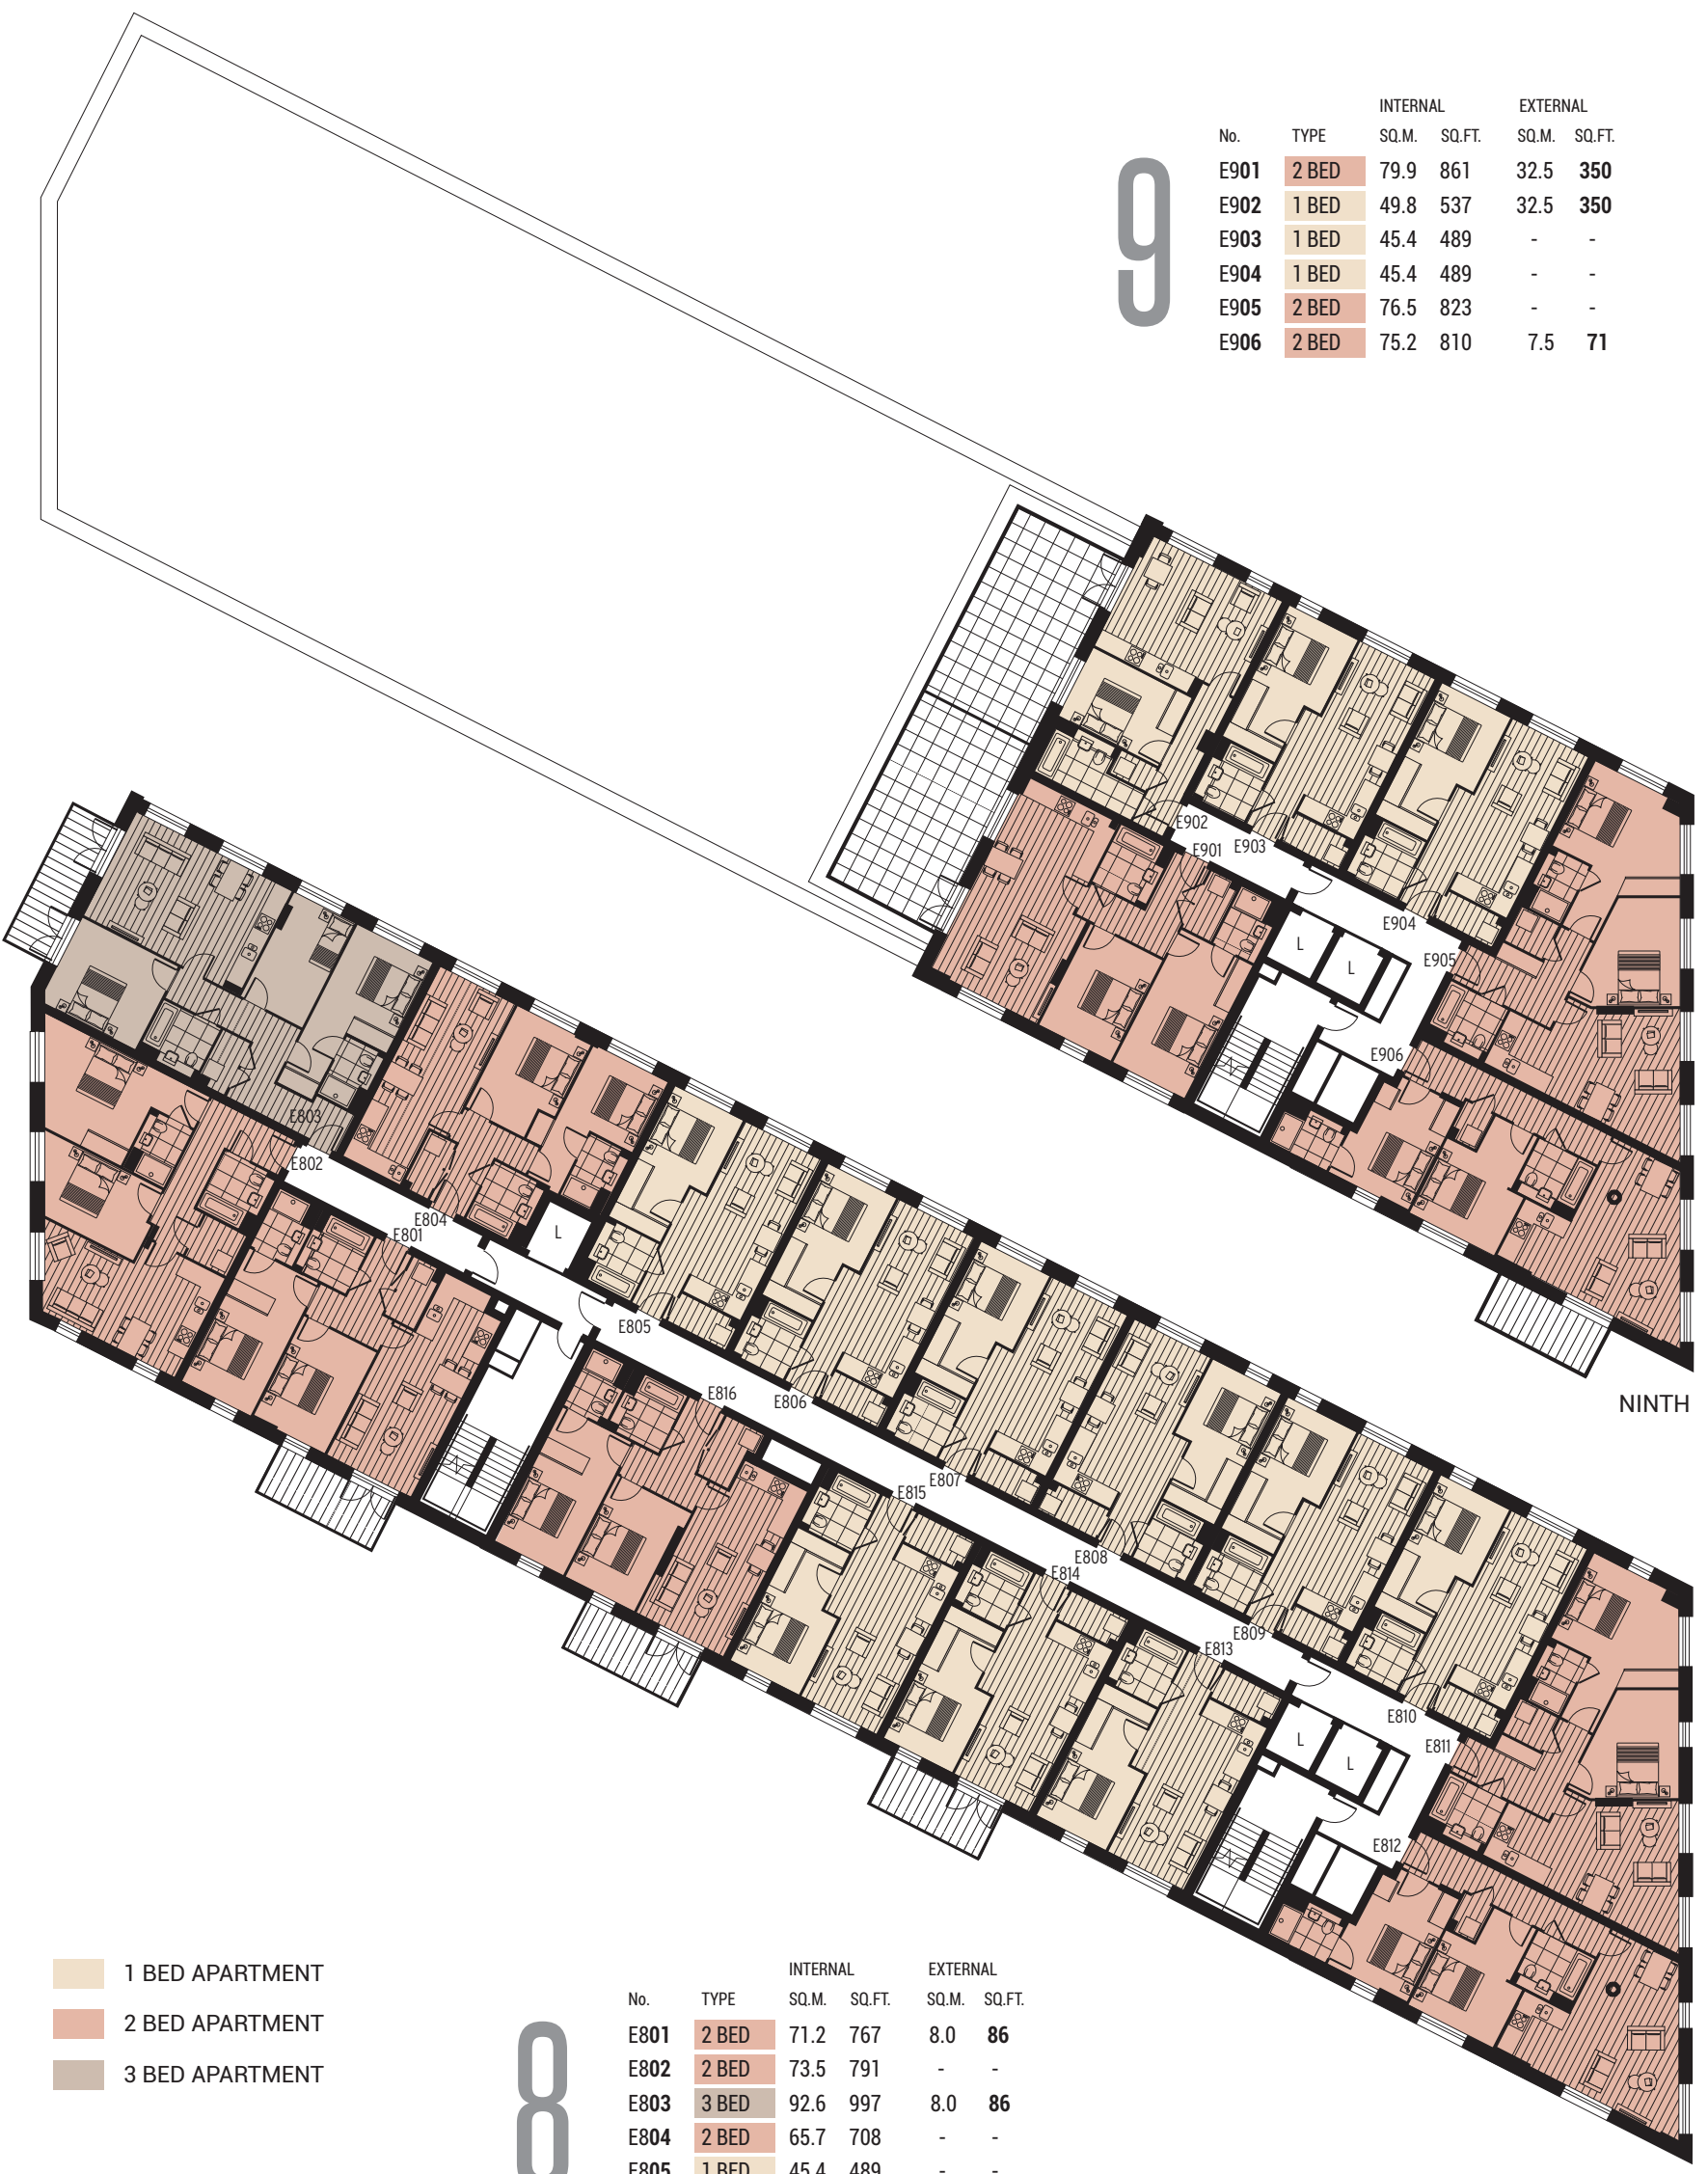 INTERNAL EXTERNAL
No. TYPE SQ.M. SQ.FT. SQ.M. SQ.FT.
9
E901 2 BED 79.9 861 32.5 350
E902 1 BED 49.8 537 32.5 350
E903 1 BED 45.4 489 - -
E904 1 BED 45.4 489 - -
E905 2 BED 76.5 823 - -
E906 2 BED 75.2 810 7.5 71
E902
E901
E903
E904
L
L
E905
E906
NINTH
E803
E802
E804
E801
L
E805
E806
E816
E807
E815
E808
E814
E809
E813
E810
L
L
E811
E812
1 BED APARTMENT
2 BED APARTMENT
3 BED APARTMENT
8
INTERNAL EXTERNAL
No. TYPE SQ.M. SQ.FT. SQ.M. SQ.FT.
E801 2 BED 71.2 767 8.0 86
E802 2 BED 73.5 791 - -
E803 3 BED 92.6 997 8.0 86
E804 2 BED 65.7 708 - -
E805 1 BED 45.4 489 - -